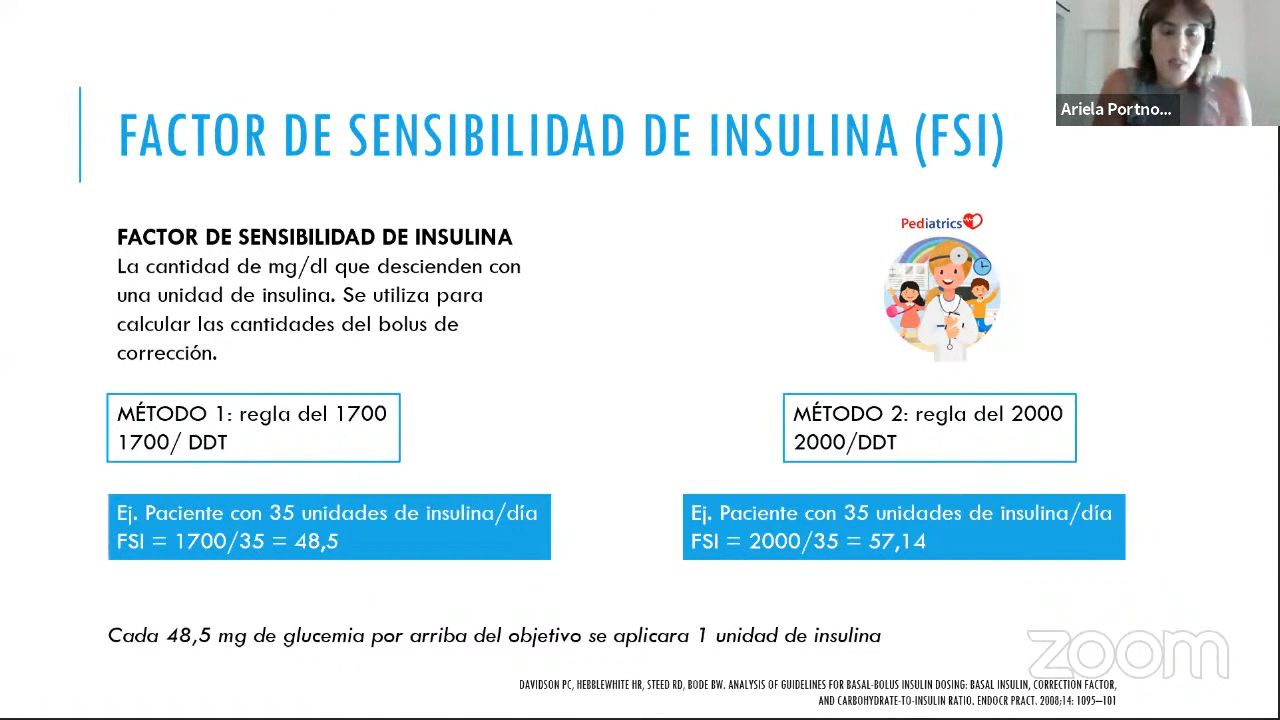 Ariela Portno...
FACTOR DE SENSIBILIDAD DE INSULINA (FSI)
FACTOR DE SENSIBILIDAD DE INSULINA
La cantidad de mg/dl que descienden con
una unidad de insulina. Se utiliza para
calcular las cantidades del bolus de
corrección.
Pediatrics
MÉTODO 1: regla del 1700
1700/ DDT
MÉTODO 2: regla del 2000
2000/DDT
Ej. Paciente con 35 unidades de insulina/día
FSI = 1700/35 = 48,5
Ej. Paciente con 35 unidades de insulina/día
FSI = 2000/35 = 57,14
Cada 48,5 mg de glucemia por arriba del objetivo se aplicara 1 unidad de insulina
zoom
DAVIDSON PC, HEBBLEWHITE HR, STEED RD, BODE BW. ANALYSIS OF GUIDELINES FOR BASAL-BOLUS INSULIN DOSING: BASAL INSULIN, CORRECTION FACTOR,
AND CARBOHYDRATE-TO-INSULIN RATIO. ENDOCR PRACT. 2008;14: 1095–101